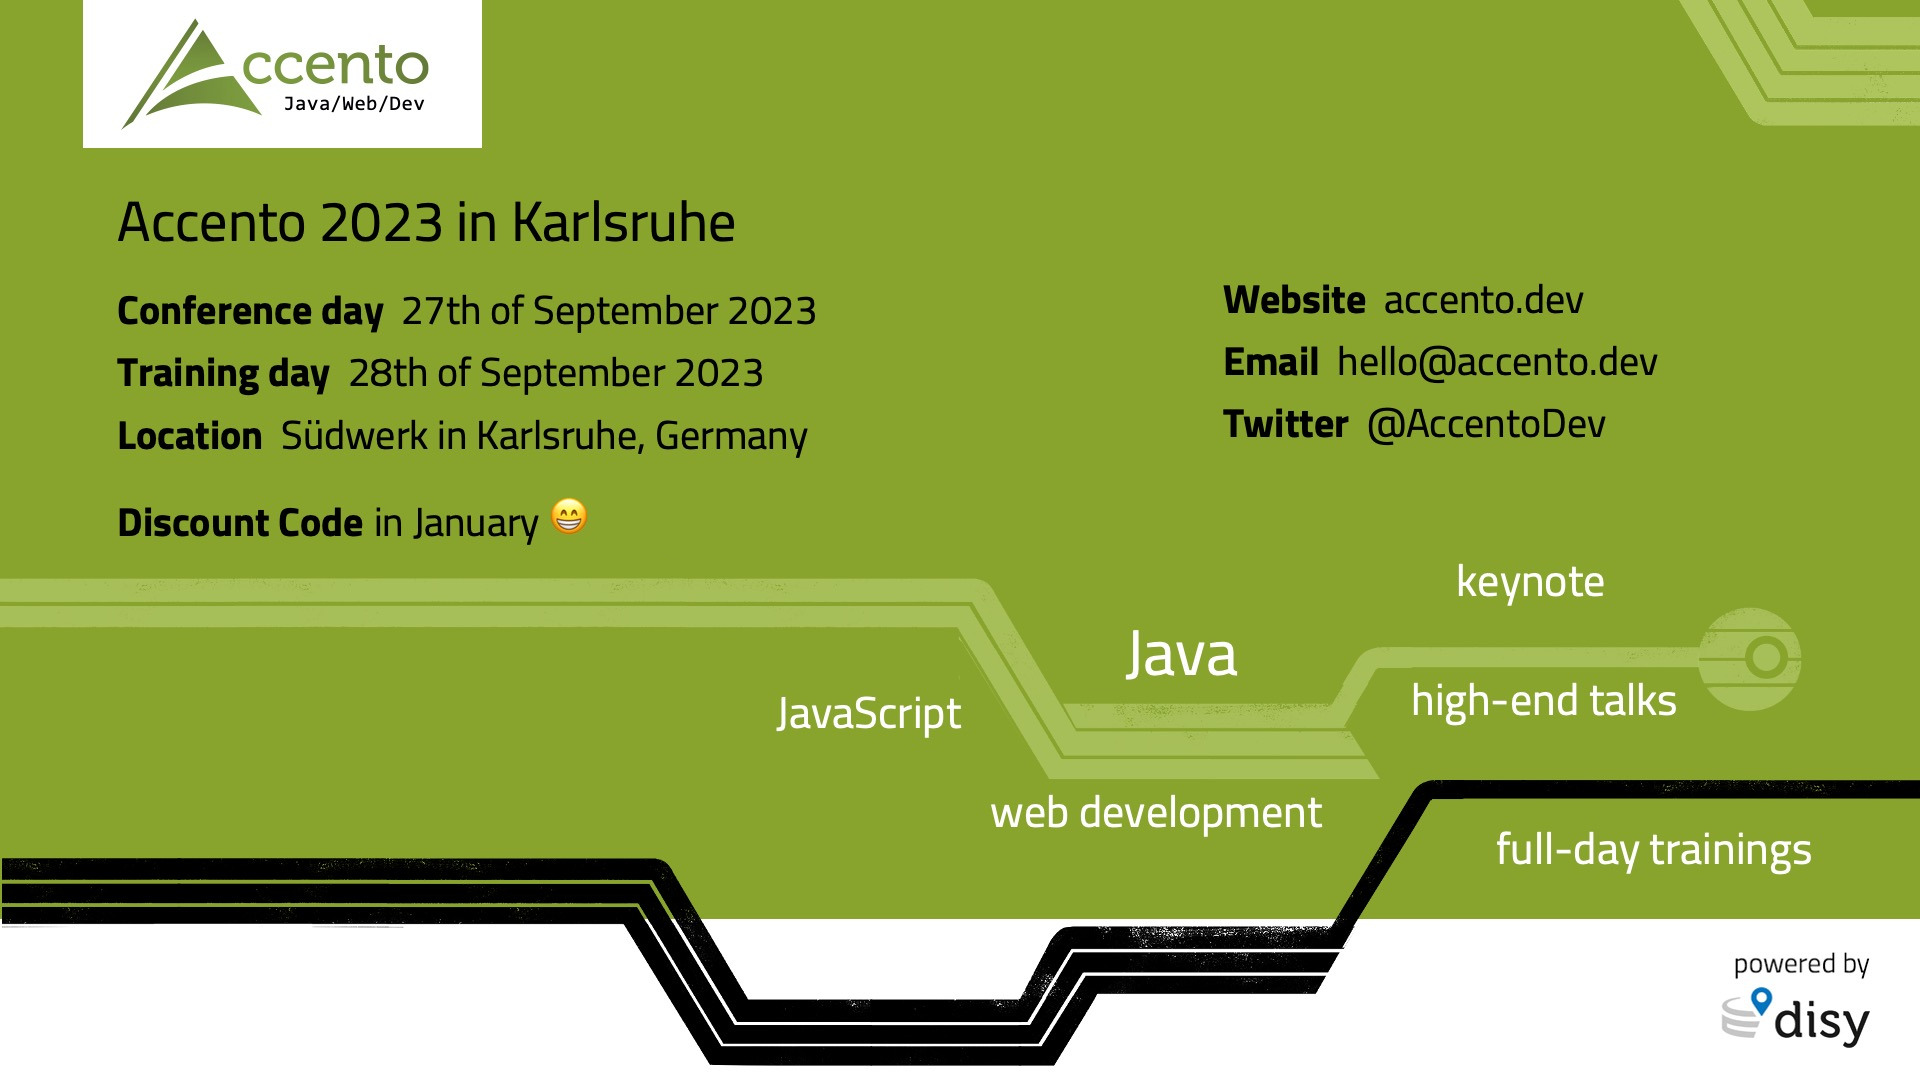 Accento
Java/Web/Dev
Accento 2023 in Karlsruhe
Conference day 27th of September 2023
Training day 28th of September 2023
Location Südwerk in Karlsruhe, Germany
Discount Code in January 😁
Website accento.dev
Email hello@accento.dev
Twitter @AccentoDev
keynote
Java
JavaScript
high-end talks
web development
full-day trainings
powered by
disy